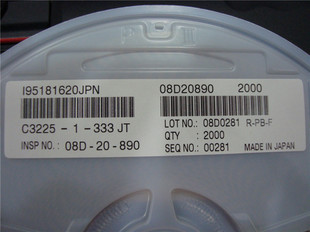 I95181620JPN 08D20890 2000
C3225 - 1 - 333 JT LOT NO.: 08D0281 R-PB-F
QTY : 2000
INSP NO. : 08D - 20 - 890 SEQ NO.: 00281 MADE IN JAPAN